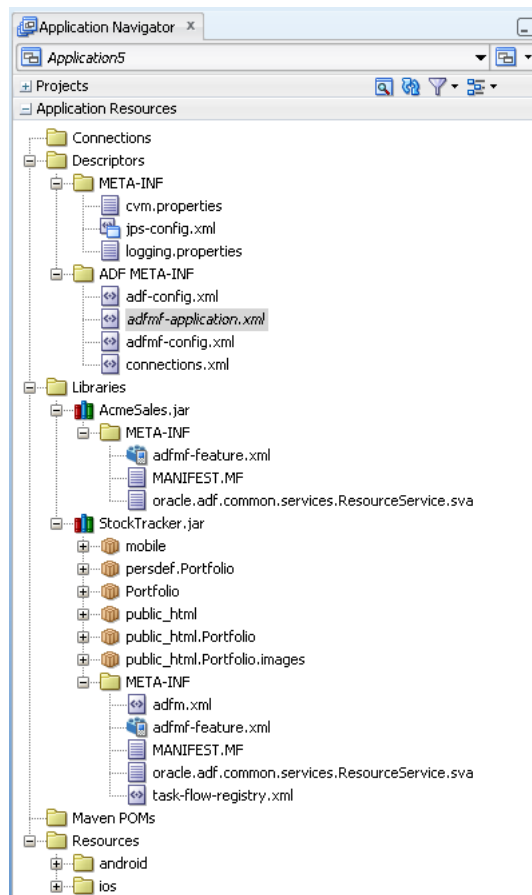 Application Navigator
Application5
Projects
Application Resources
Connections
Descriptors
META-INF
cvm.properties
jps-config.xml
logging.properties
ADF META-INF
adf-config.xml
adfmf-application.xml
adfmf-config.xml
connections.xml
Libraries
AcmeSales.jar
META-INF
adfmf-feature.xml
MANIFEST.MF
oracle.adf.common.services.ResourceService.sva
StockTracker.jar
mobile
persdef.Portfolio
Portfolio
public_html
public_html.Portfolio
public_html.Portfolio.images
META-INF
adfm.xml
adfmf-feature.xml
MANIFEST.MF
oracle.adf.common.services.ResourceService.sva
task-flow-registry.xml
Maven POMs
Resources
android
ios